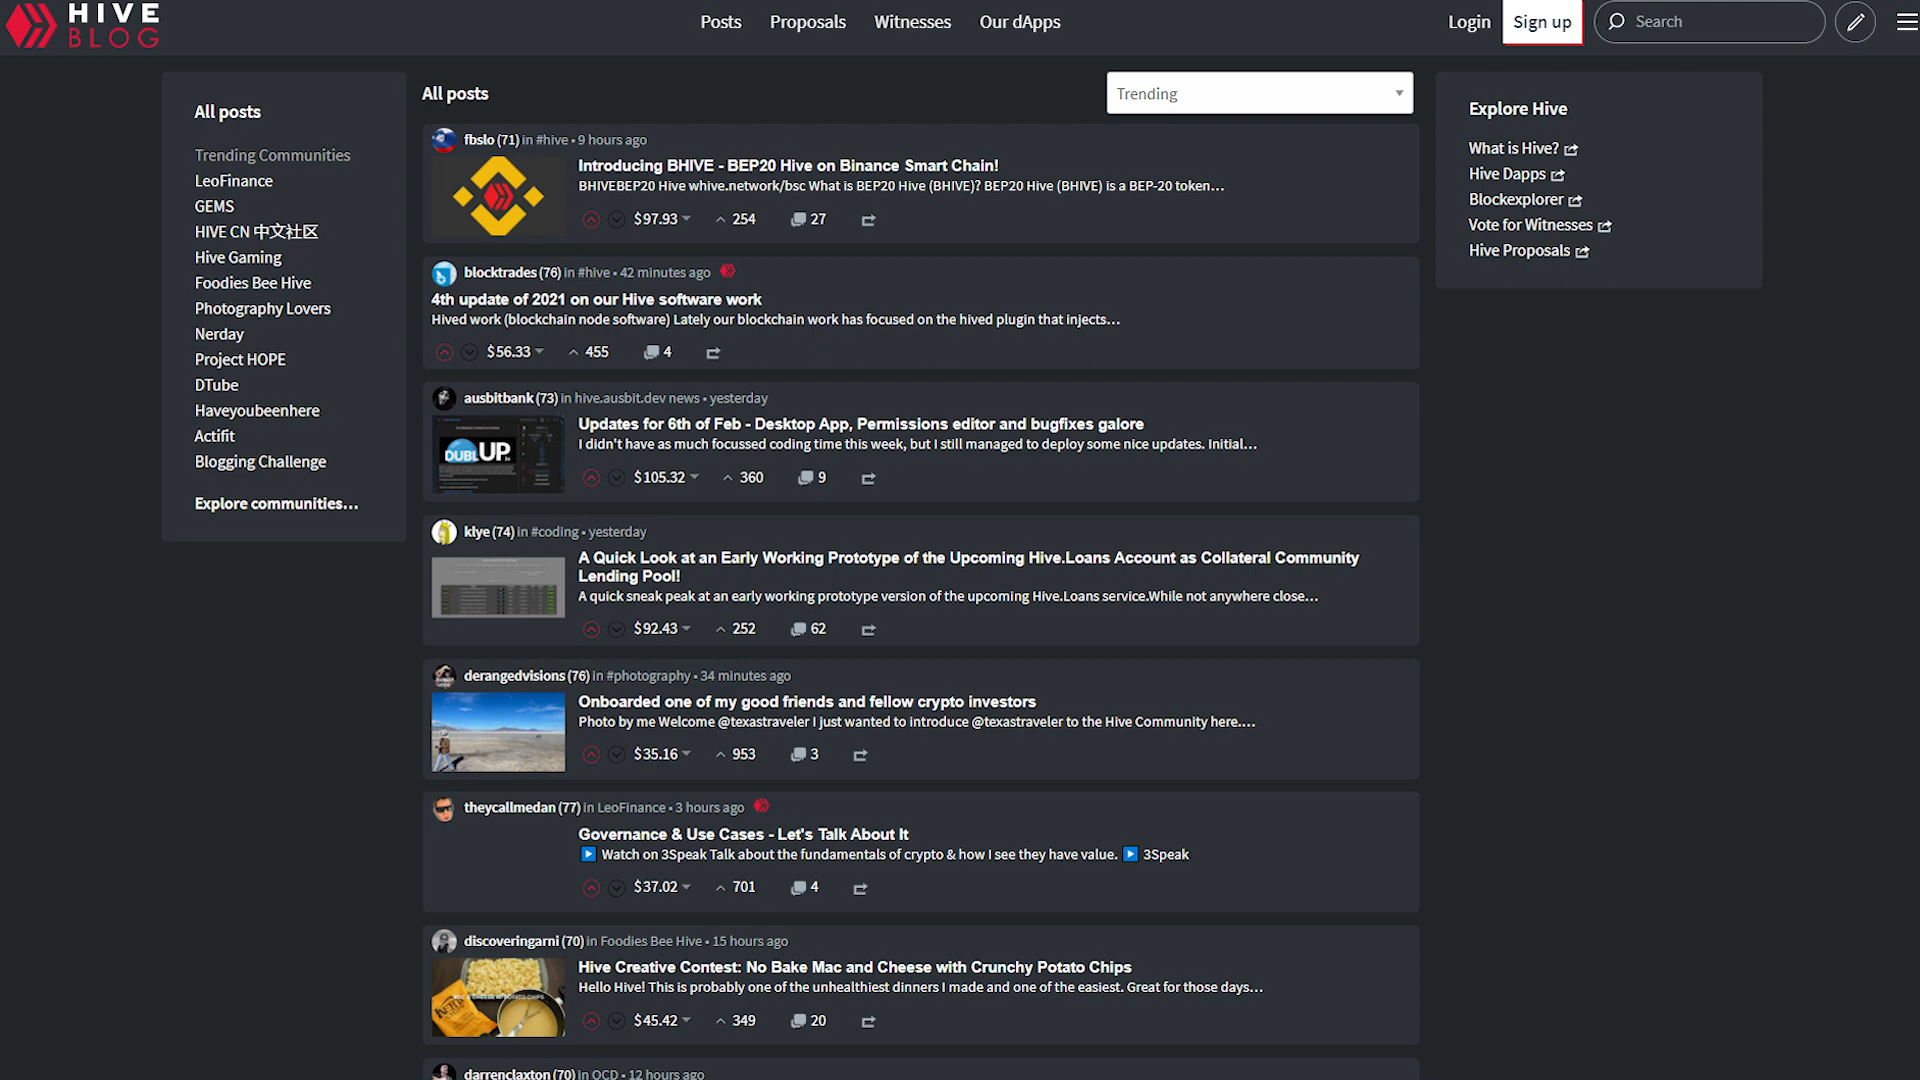 HIVE
BLOG
Posts
Proposals
Witnesses
Our dApps
Login
Sign up
Search
All posts
Trending Communities
LeoFinance
GEMS
HIVE CN 中文社区
Hive Gaming
Foodies Bee Hive
Photography Lovers
Nerday
Project HOPE
DTube
Haveyoubeenhere
Actifit
Blogging Challenge
Explore communities...
All posts
Trending
fbslo (71) in #hive • 9 hours ago
Introducing BHIVE - BEP20 Hive on Binance Smart Chain!
BHIVEBEP20 Hive whive.network/bsc What is BEP20 Hive (BHIVE)? BEP20 Hive (BHIVE) is a BEP-20 token...
$97.93 254 27
blocktrades (76) in #hive • 42 minutes ago
4th update of 2021 on our Hive software work
Hived work (blockchain node software) Lately our blockchain work has focused on the hived plugin that injects...
$56.33 455 4
ausbitbank (73) in hive.ausbit.dev news • yesterday
DUBLUP
Updates for 6th of Feb - Desktop App, Permissions editor and bugfixes galore
I didn't have as much focussed coding time this week, but I still managed to deploy some nice updates. Initial...
$105.32 360 9
klye (74) in #coding • yesterday
A Quick Look at an Early Working Prototype of the Upcoming Hive.Loans Account as Collateral Community
Lending Pool!
A quick sneak peak at an early working prototype version of the upcoming Hive.Loans service.While not anywhere close...
$92.43 252 62
derangedvisions (76) in #photography • 34 minutes ago
Onboarded one of my good friends and fellow crypto investors
Photo by me Welcome @texastraveler I just wanted to introduce @texastraveler to the Hive Community here....
$35.16 953 3
theycallmedan (77) in LeoFinance • 3 hours ago
Governance & Use Cases - Let's Talk About It
Watch on 3Speak Talk about the fundamentals of crypto & how I see they have value. 3Speak
$37.02 701 4
discoveringarni (70) in Foodies Bee Hive • 15 hours ago
Hive Creative Contest: No Bake Mac and Cheese with Crunchy Potato Chips
Hello Hive! This is probably one of the unhealthiest dinners I made and one of the easiest. Great for those days...
$45.42 349 20
darrenclaxton (70) in OCD • 12 hours ago
Explore Hive
What is Hive?
Hive Dapps
Blockexplorer
Vote for Witnesses
Hive Proposals